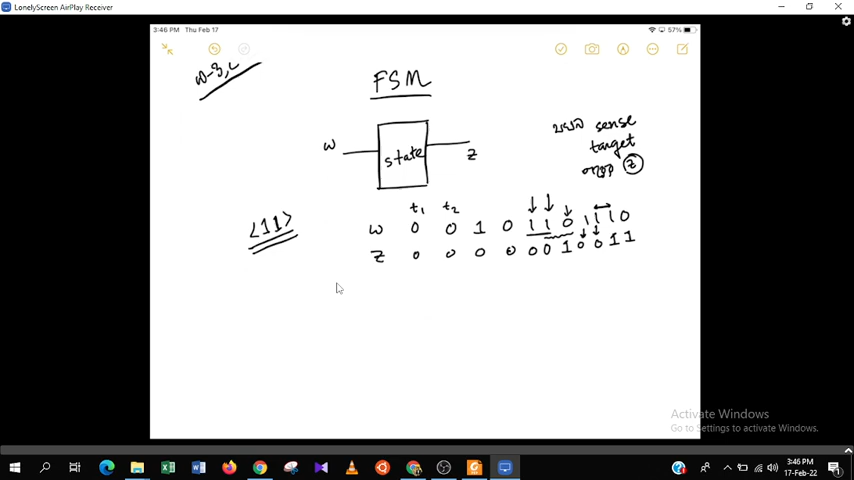 LonelyScreen AirPlay Receiver
3:46 PM Thu Feb 17
57%
FSM
w
state
z
sense
target
z
t₁ t₂
<11>
w 0 0 1 0 1 1 0 1 1 1 0
z 0 0 0 0 0 0 1 0 0 1 1
Activate Windows
Go to Settings to activate Windows.
3:46 PM
17-Feb-22